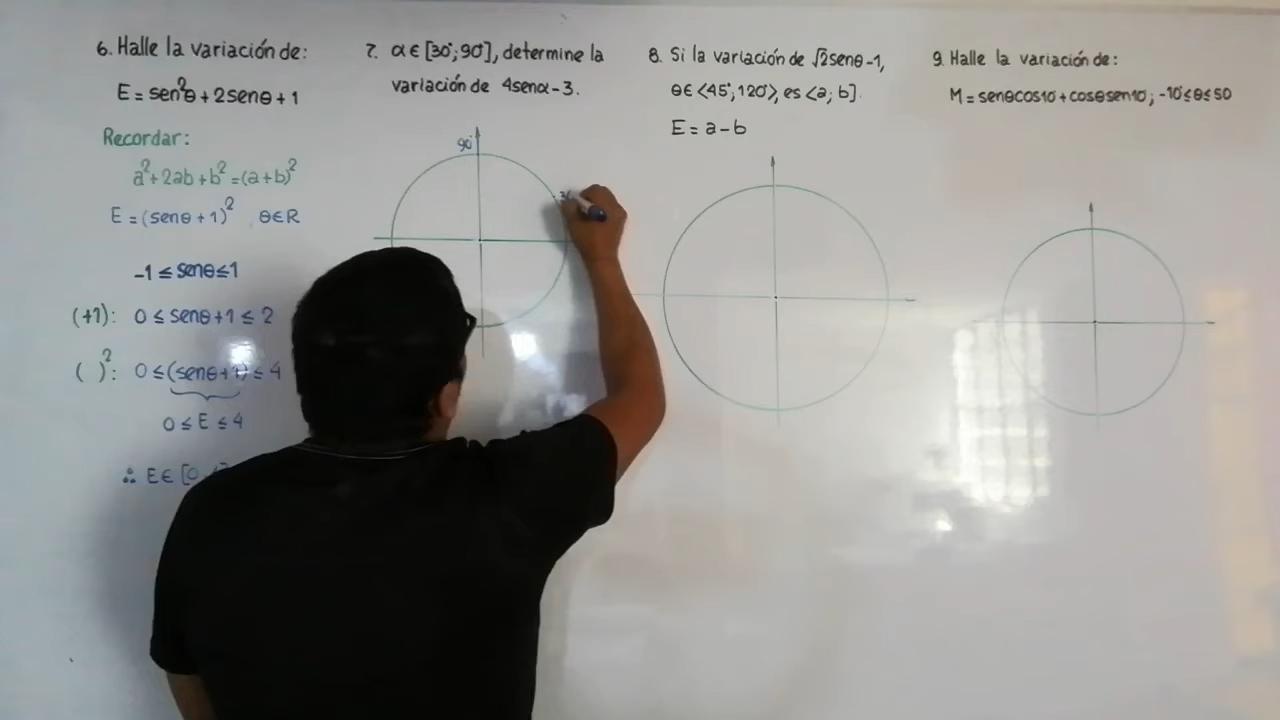 6. Halle la variación de:
E = sen²θ + 2senθ + 1
Recordar:
a² + 2ab + b² = (a+b)²
E = (senθ + 1)² , θ∈R
-1 ≤ senθ ≤ 1
(+1): 0 ≤ senθ + 1 ≤ 2
( )²: 0 ≤ (senθ + 1)² ≤ 4
0 ≤ E ≤ 4
∴ E∈ [0
7. α∈[30°;90°], determine la
variación de 4senα - 3.
90°
8. Si la variación de √2senθ-1,
θ∈<45°;120°>, es <a; b].
E = a - b
9. Halle la variación de:
M = senθcos10° + cosθsen10°; -10°≤θ≤50